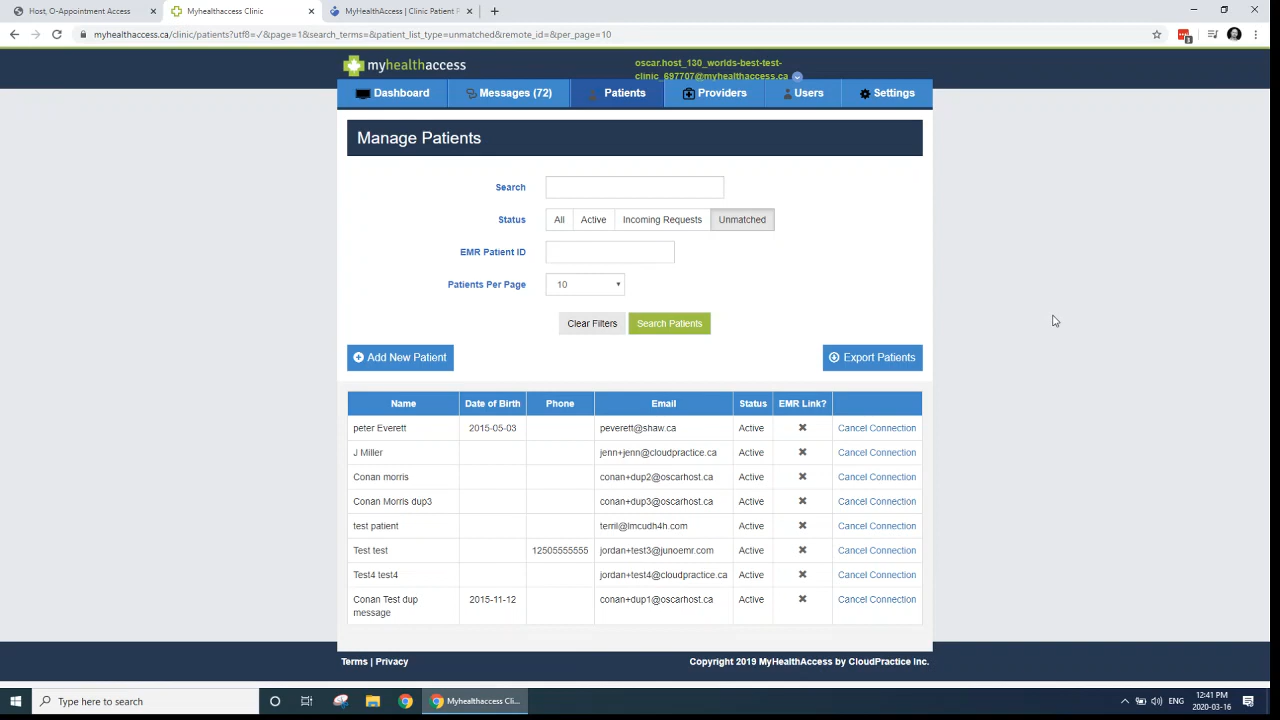 Host, O-Appointment Access
Myhealthaccess Clinic
MyHealthAccess | Clinic Patient P
myhealthaccess.ca/clinic/patients?utf8=✓&page=1&search_terms=&patient_list_type=unmatched&remote_id=&per_page=10
myhealthaccess
oscar.host_130_worlds-best-test-
clinic_697707@myhealthaccess.ca
Dashboard Messages (72) Patients Providers Users Settings
Manage Patients
Search
Status All Active Incoming Requests Unmatched
EMR Patient ID
Patients Per Page 10
Clear Filters Search Patients
Add New Patient Export Patients
Name Date of Birth Phone Email Status EMR Link?
peter Everett 2015-05-03 peverett@shaw.ca Active Cancel Connection
J Miller jenn+jenn@cloudpractice.ca Active Cancel Connection
Conan morris conan+dup2@oscarhost.ca Active Cancel Connection
Conan Morris dup3 conan+dup3@oscarhost.ca Active Cancel Connection
test patient Active Cancel Connection
Test test 12505555555 jordan+test3@junoemr.com Active Cancel Connection
Test4 test4 jordan+test4@cloudpractice.ca Active Cancel Connection
Conan Test dup 2015-11-12 conan+dup1@oscarhost.ca Active Cancel Connection
message
Terms | Privacy Copyright 2019 MyHealthAccess by CloudPractice Inc.
Type here to search
Myhealthaccess Cli...
ENG
12:41 PM
2020-03-16